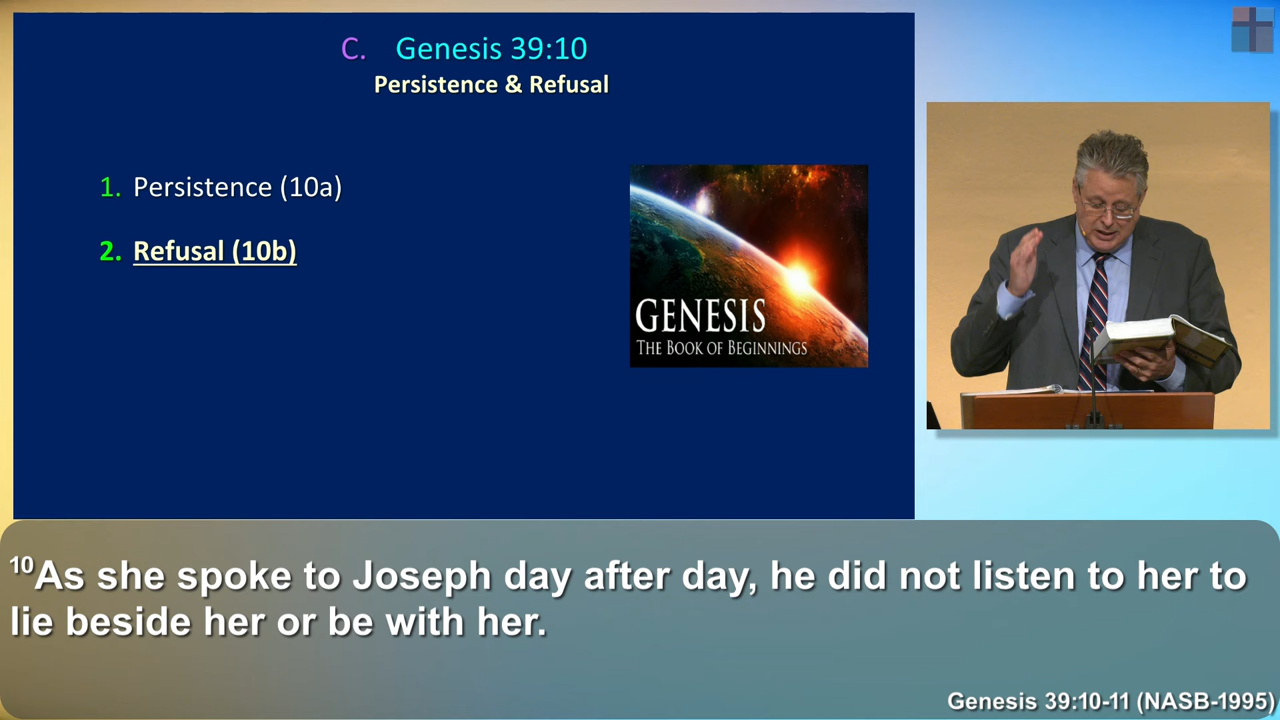 C. Genesis 39:10
Persistence & Refusal
1. Persistence (10a)
2. Refusal (10b)
GENESIS
THE BOOK OF BEGINNINGS
10As she spoke to Joseph day after day, he did not listen to her to
lie beside her or be with her.
Genesis 39:10-11 (NASB-1995)